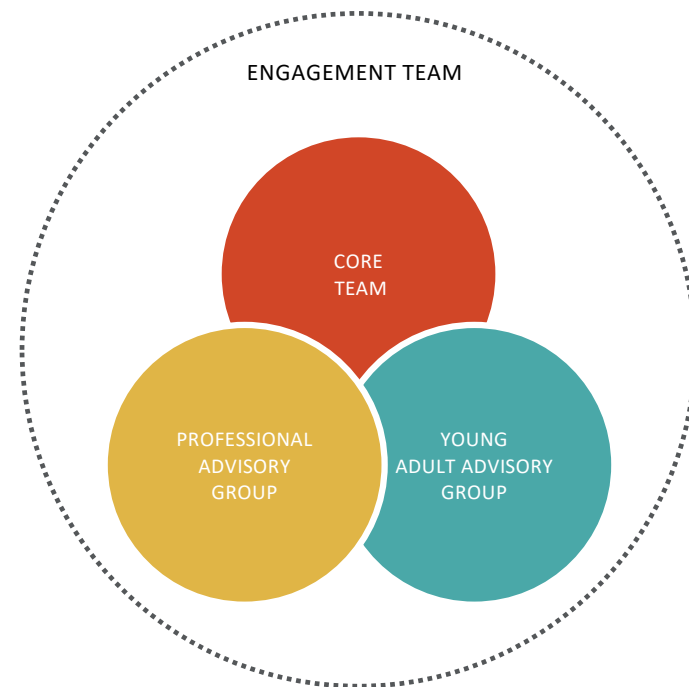 ENGAGEMENT TEAM
CORE
TEAM
PROFESSIONAL
ADVISORY
GROUP
YOUNG
ADULT ADVISORY
GROUP